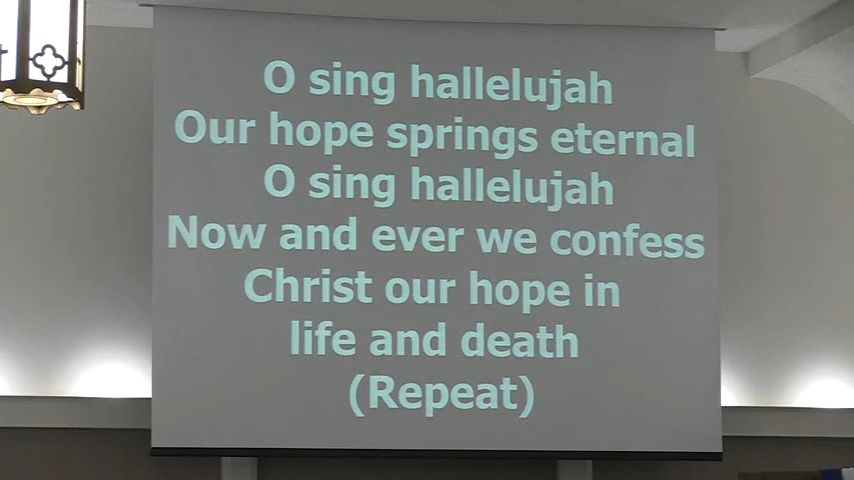 O sing hallelujah
Our hope springs eternal
O sing hallelujah
Now and ever we confess
Christ our hope in
life and death
(Repeat)